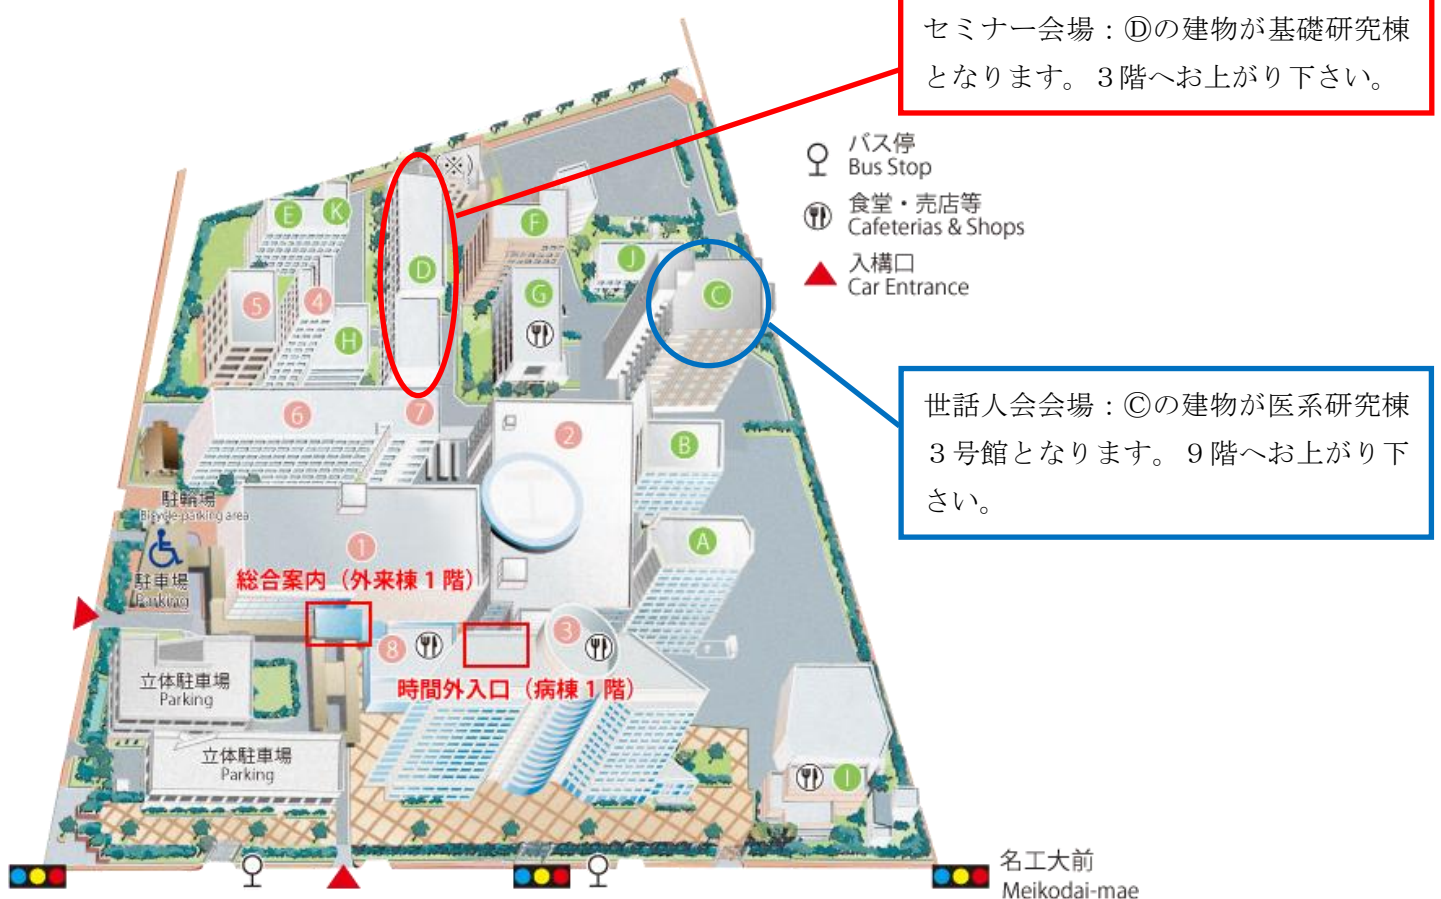 セミナー会場：Ⓓの建物が基礎研究棟
となります。３階へお上がり下さい。
バス停
Bus Stop
食堂・売店等
Cafeterias & Shops
入構口
Car Entrance
世話人会会場：Ⓒの建物が医系研究棟
３号館となります。９階へお上がり下
さい。
(※)
E
K
D
F
J
C
G
5
4
H
6
7
2
B
A
駐輪場
Bicycle-parking area
1
駐車場
Parking
総合案内（外来棟１階）
8
3
時間外入口（病棟１階）
立体駐車場
Parking
立体駐車場
Parking
I
名工大前
Meikodai-mae